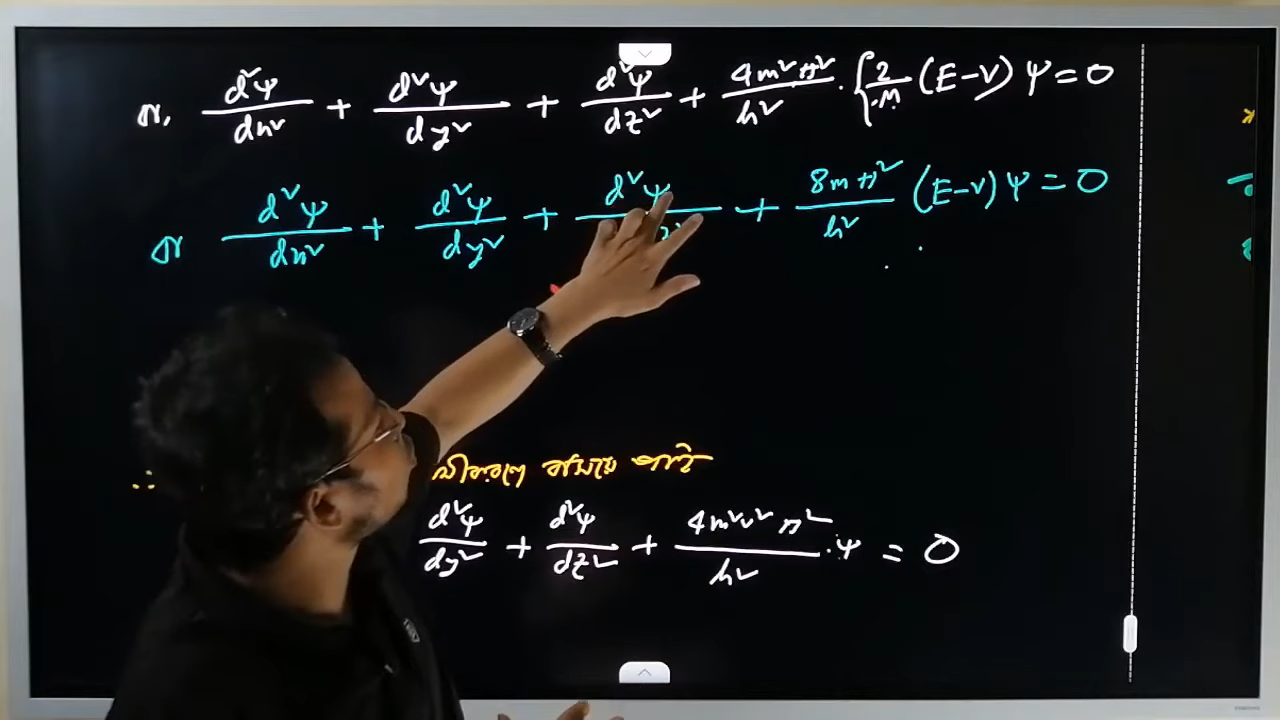 বা, d²ψ/dx² + d²ψ/dy² + d²ψ/dz² + 4m²π²/h² · {2/m (E-V) ψ = 0
বা d²ψ/dx² + d²ψ/dy² + d²ψ/ + 8mπ²/h² (E-V) ψ = 0
∴ বসিয়ে পাই
d²ψ/dy² + d²ψ/dz² + 4m²v²π²/h² · ψ = 0